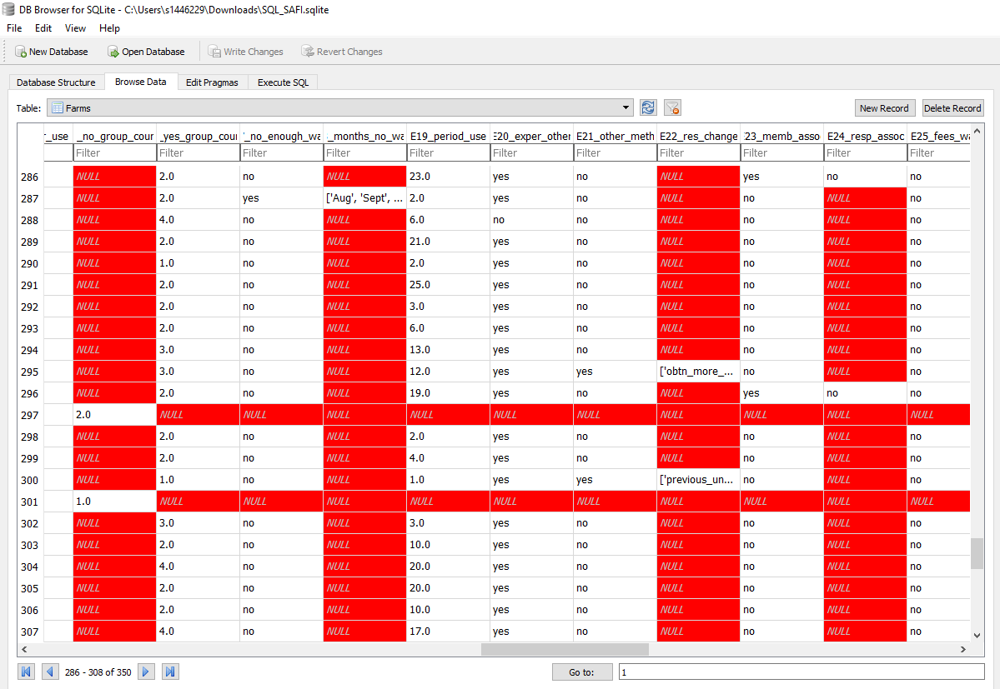 DB Browser for SQLite - C:\Users\s1446229\Downloads\SQL_SAFI.sqlite
File Edit View Help
New Database Open Database Write Changes Revert Changes
Database Structure Browse Data Edit Pragmas Execute SQL
Table: Farms New Record Delete Record
r_use _no_group_cour _yes_group_cou _no_enough_wa _months_no_wa E19_period_use E20_exper_other E21_other_meth E22_res_change E23_memb_asso E24_resp_assoc E25_fees_wa
Filter Filter Filter Filter Filter Filter Filter Filter Filter Filter Filter
286 NULL 2.0 no NULL 23.0 yes no NULL yes no no
287 NULL 2.0 yes ['Aug', 'Sept', ... 2.0 yes no NULL no NULL no
288 NULL 4.0 no NULL 6.0 no no NULL no NULL no
289 NULL 2.0 no NULL 21.0 yes no NULL no NULL no
290 NULL 1.0 no NULL 2.0 yes no NULL no NULL no
291 NULL 2.0 no NULL 25.0 yes no NULL no NULL no
292 NULL 2.0 no NULL 3.0 yes no NULL no NULL no
293 NULL 2.0 no NULL 6.0 yes no NULL no NULL no
294 NULL 3.0 no NULL 13.0 yes no NULL no NULL no
295 NULL 3.0 no NULL 12.0 yes yes ['obtn_more_... no NULL no
296 NULL 2.0 no NULL 19.0 yes no NULL yes no no
297 2.0 NULL NULL NULL NULL NULL NULL NULL NULL NULL NULL
298 NULL 2.0 no NULL 2.0 yes no NULL no NULL no
299 NULL 2.0 no NULL 4.0 yes no NULL no NULL no
300 NULL 1.0 no NULL 1.0 yes yes ['previous_un... no NULL no
301 1.0 NULL NULL NULL NULL NULL NULL NULL NULL NULL NULL
302 NULL 3.0 no NULL 3.0 yes no NULL no NULL no
303 NULL 2.0 no NULL 10.0 yes no NULL no NULL no
304 NULL 4.0 no NULL 20.0 yes no NULL no NULL no
305 NULL 2.0 no NULL 20.0 yes no NULL no NULL no
306 NULL 2.0 no NULL 10.0 yes no NULL no NULL no
307 NULL 4.0 no NULL 17.0 yes no NULL no NULL no
286 - 308 of 350 Go to: 1